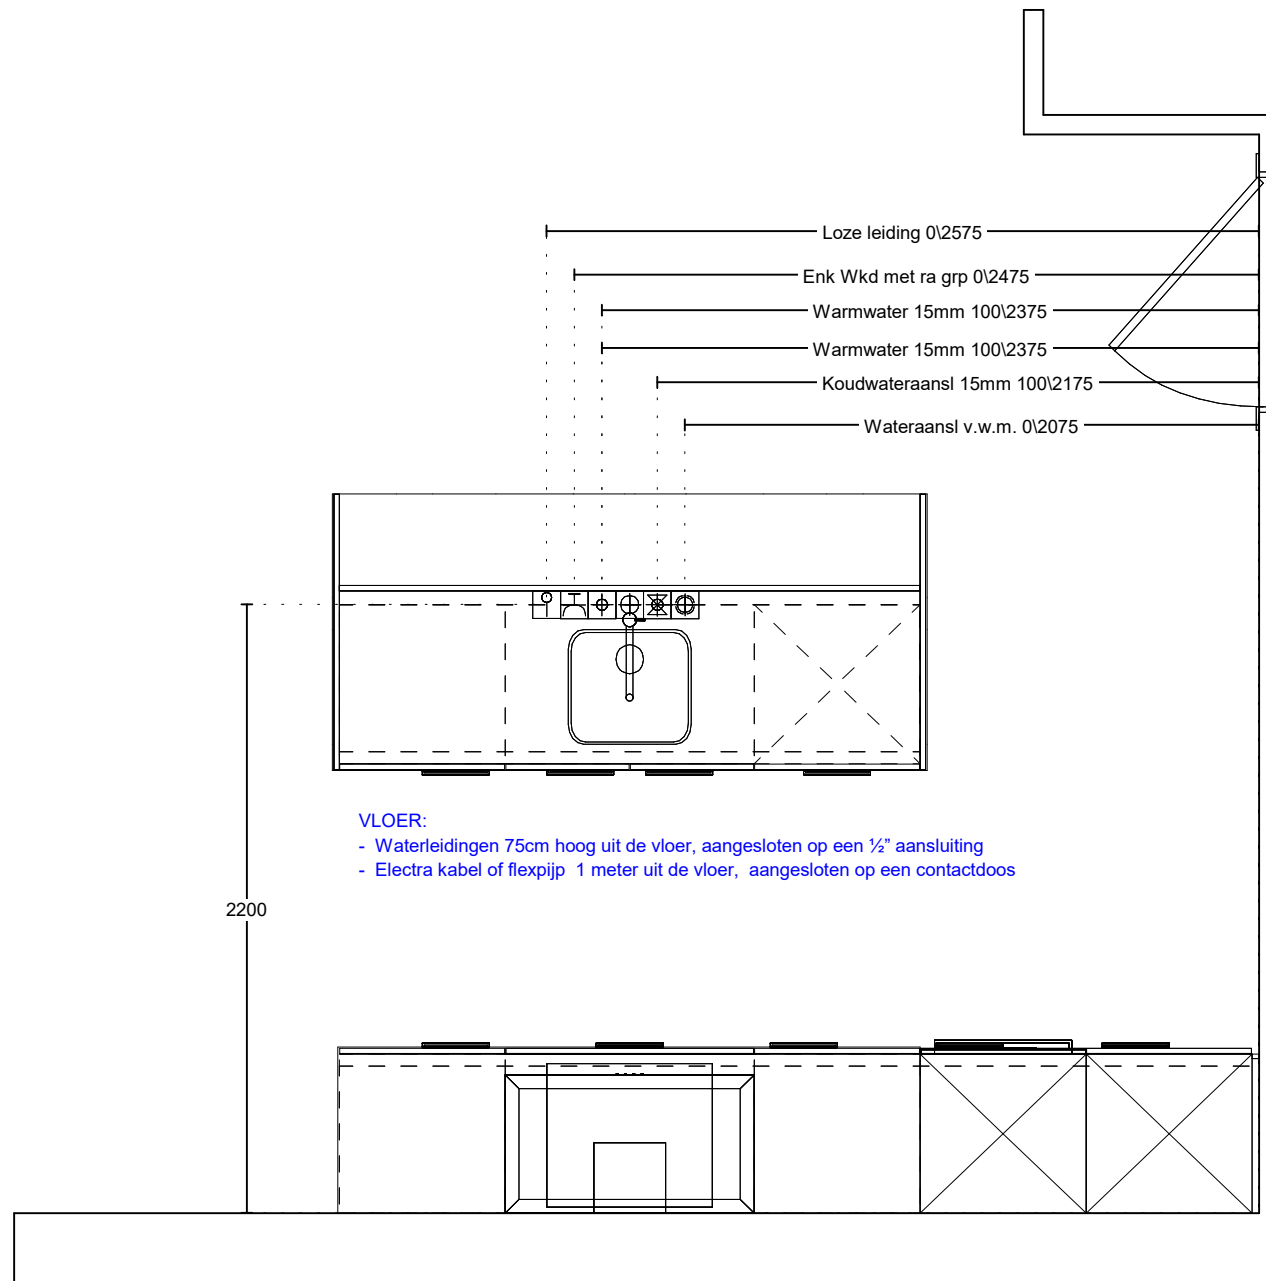 Loze leiding 0\2575
Enk Wkd met ra grp 0\2475
Warmwater 15mm 100\2375
Warmwater 15mm 100\2375
Koudwateraansl 15mm 100\2175
Wateraansl v.w.m. 0\2075
VLOER:
- Waterleidingen 75cm hoog uit de vloer, aangesloten op een ½” aansluiting
- Electra kabel of flexpijp 1 meter uit de vloer, aangesloten op een contactdoos
2200